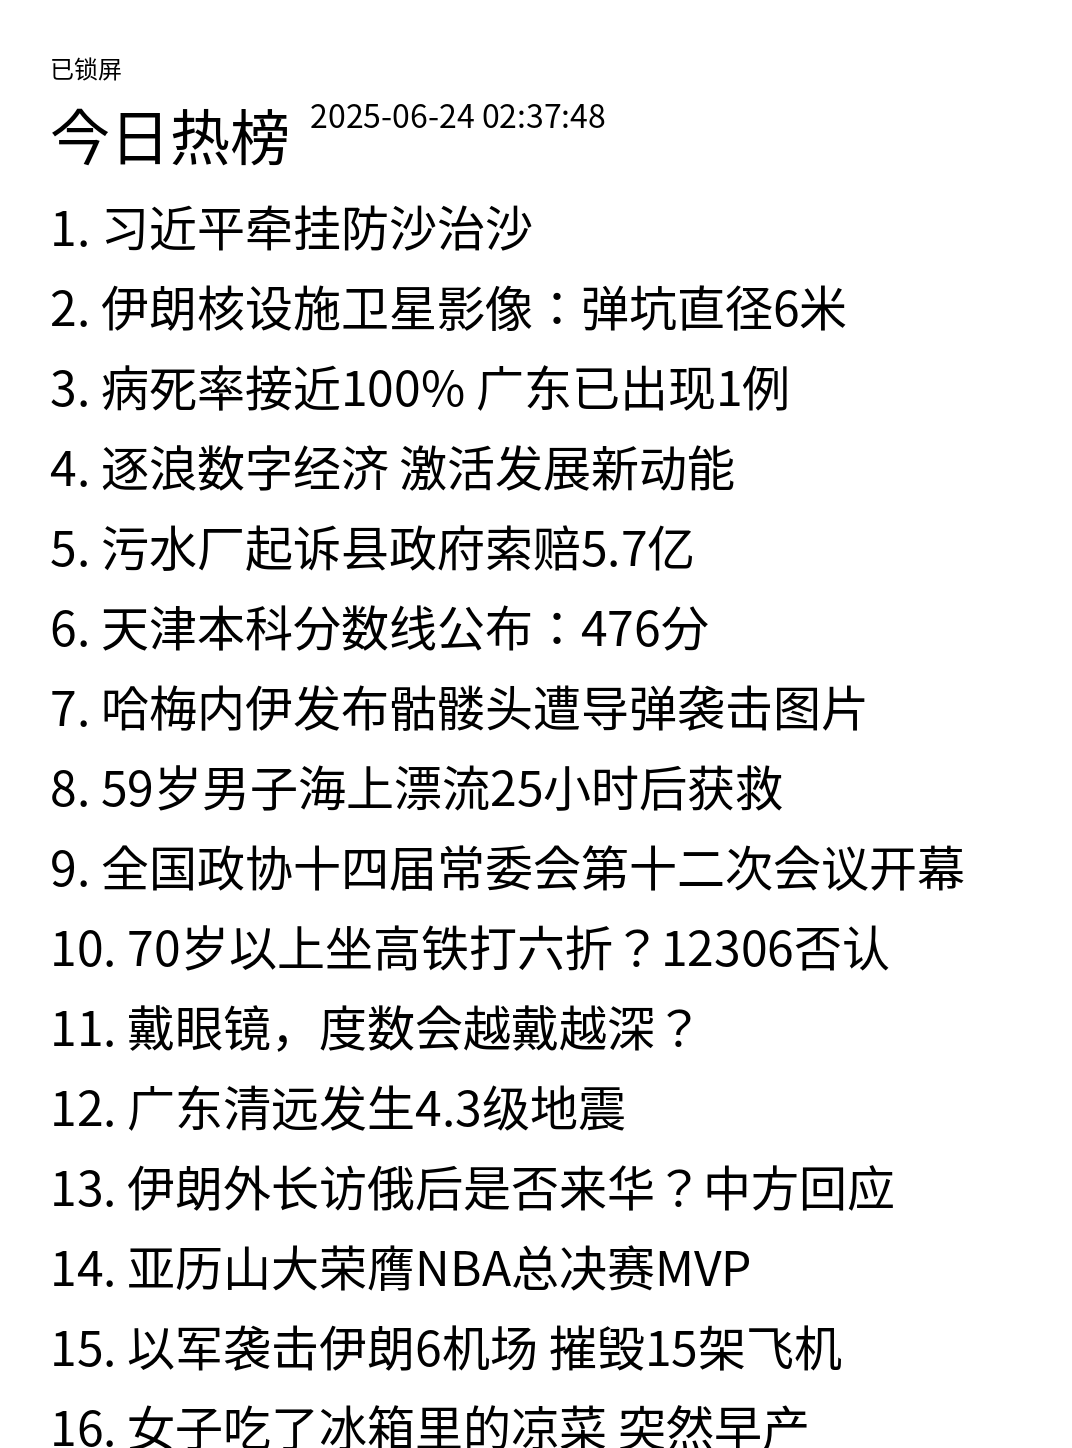 已锁屏
今日热榜 2025-06-24 02:37:48
1. 习近平牵挂防沙治沙
2. 伊朗核设施卫星影像：弹坑直径6米
3. 病死率接近100% 广东已出现1例
4. 逐浪数字经济 激活发展新动能
5. 污水厂起诉县政府索赔5.7亿
6. 天津本科分数线公布：476分
7. 哈梅内伊发布骷髅头遭导弹袭击图片
8. 59岁男子海上漂流25小时后获救
9. 全国政协十四届常委会第十二次会议开幕
10. 70岁以上坐高铁打六折？12306否认
11. 戴眼镜，度数会越戴越深？
12. 广东清远发生4.3级地震
13. 伊朗外长访俄后是否来华？中方回应
14. 亚历山大荣膺NBA总决赛MVP
15. 以军袭击伊朗6机场 摧毁15架飞机
16. 女子吃了冰箱里的凉菜 突然早产